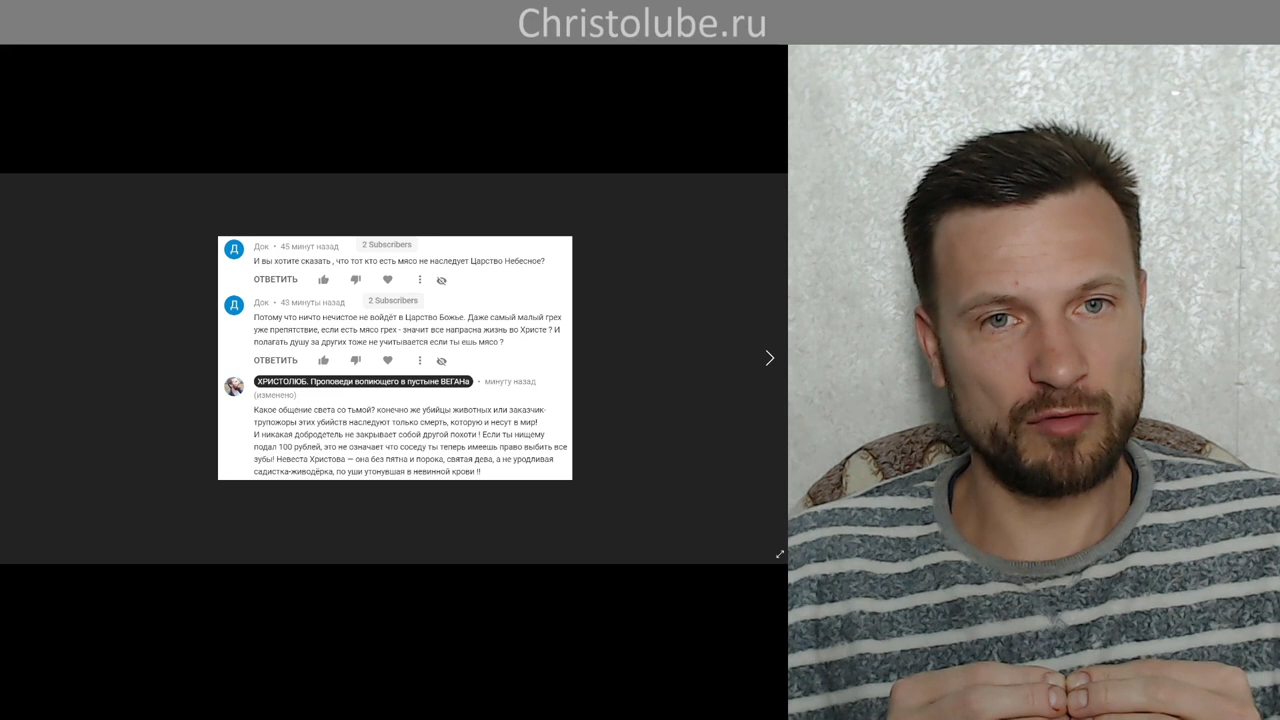 Christolube.ru
Док • 45 минут назад 2 Subscribers
И вы хотите сказать , что тот кто есть мясо не наследует Царство Небесное?
ОТВЕТИТЬ
Док • 43 минуты назад 2 Subscribers
Потому что ничто нечистое не войдёт в Царство Божье. Даже самый малый грех
уже препятствие, если есть мясо грех - значит все напрасна жизнь во Христе ? И
полагать душу за других тоже не учитывается если ты ешь мясо ?
ОТВЕТИТЬ
ХРИСТОЛЮБ. Проповеди вопиющего в пустыне ВЕГАНа • минуту назад
(изменено)
Какое общение света со тьмой? конечно же убийцы животных или заказчик-
трупожоры этих убийств наследуют только смерть, которую и несут в мир!
И никакая добродетель не закрывает собой другой похоти ! Если ты нищему
подал 100 рублей, это не означает что соседу ты теперь имеешь право выбить все
зубы! Невеста Христова — она без пятна и порока, святая дева, а не уродливая
садистка-живодёрка, по уши утонувшая в невинной крови !!
Д
Д